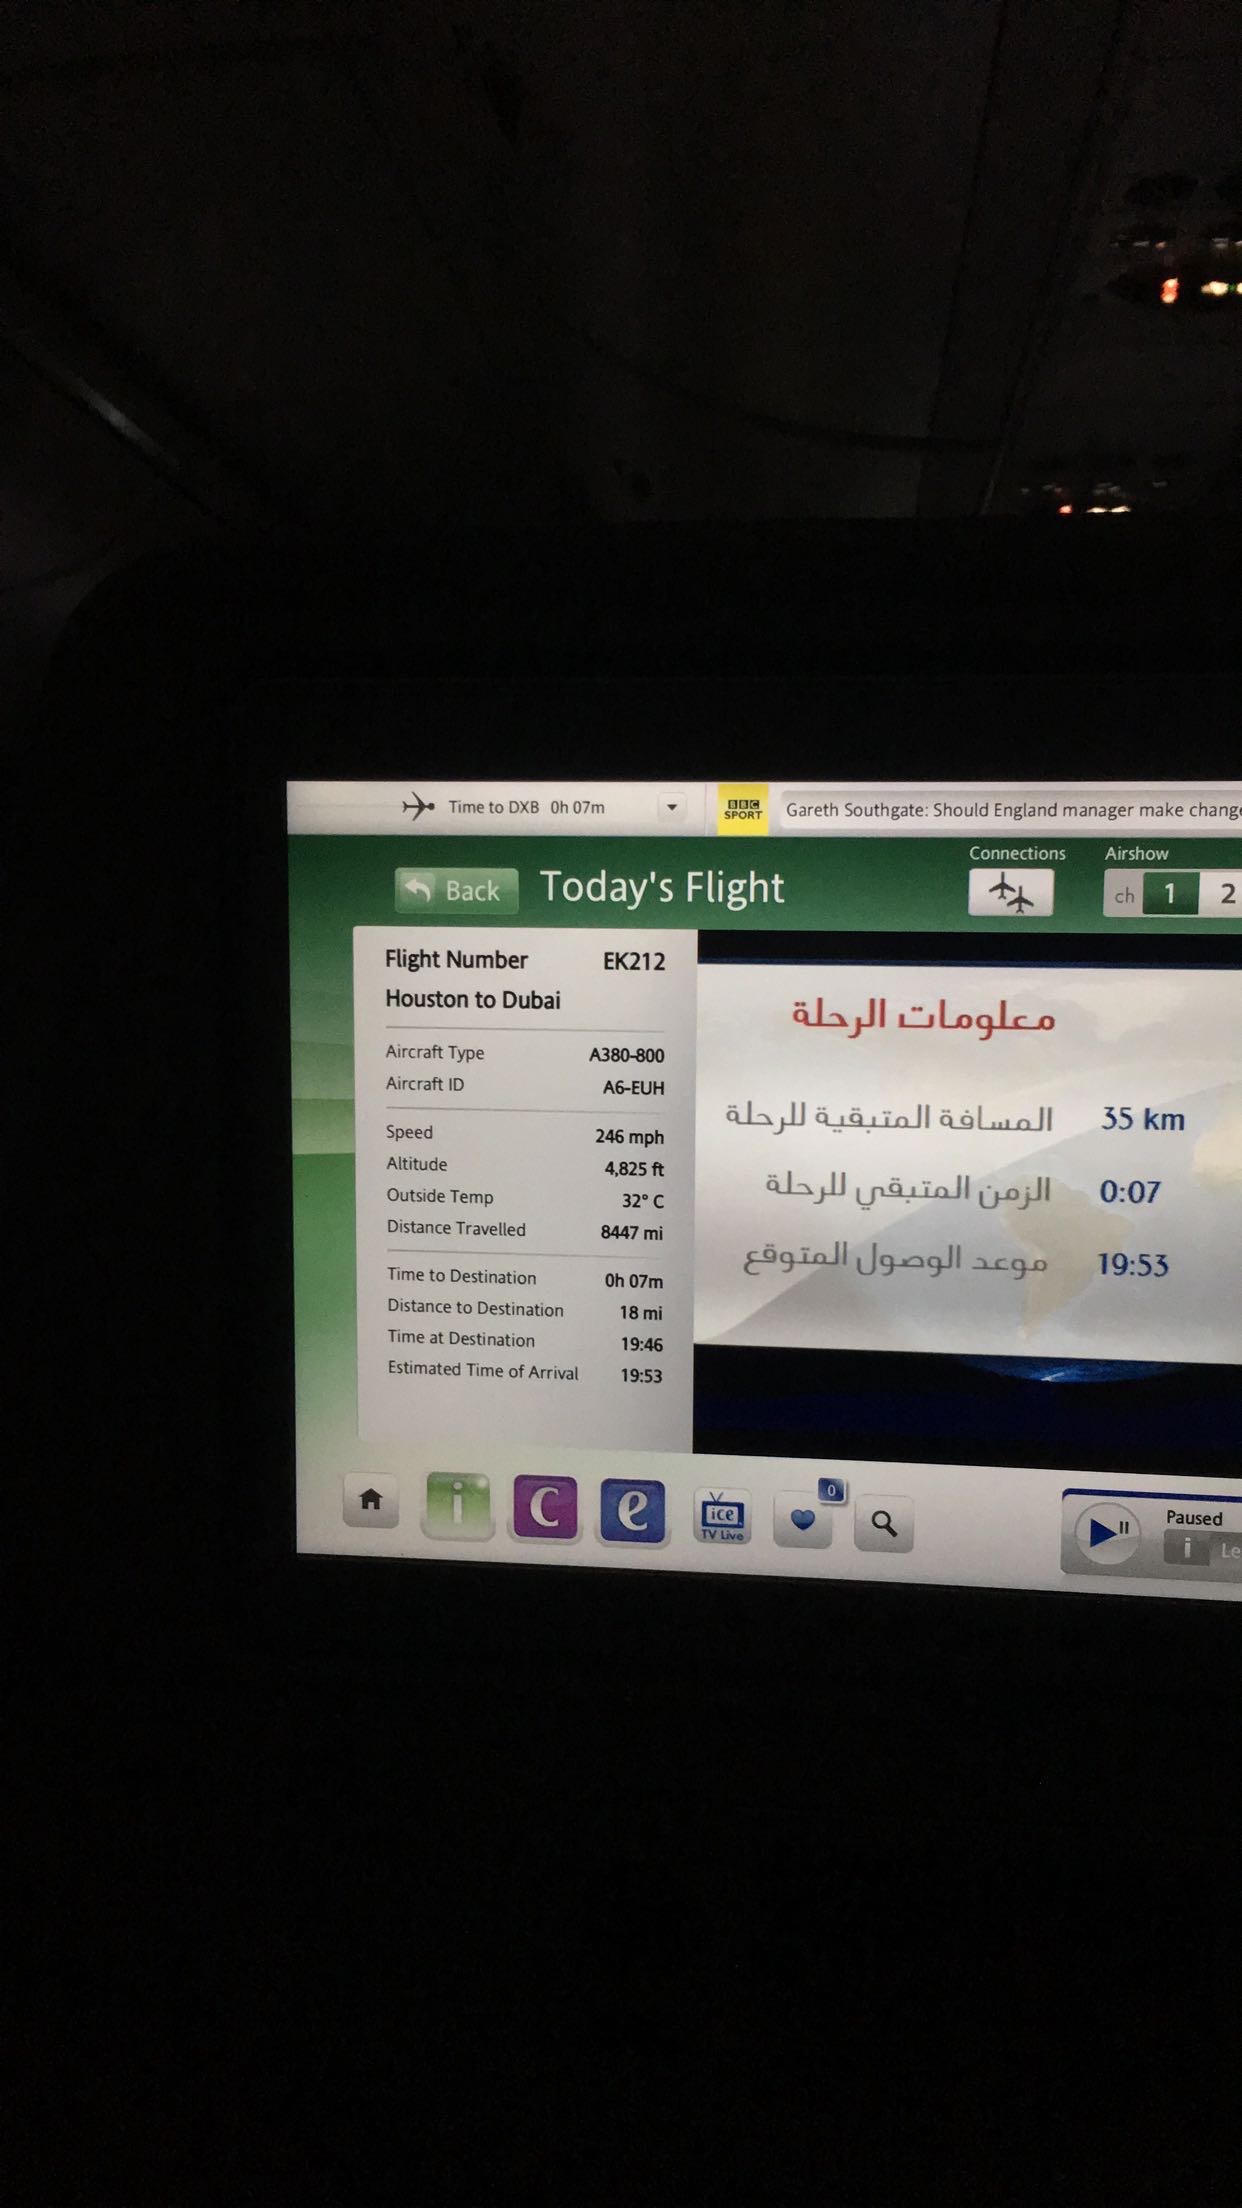 Time to DXB 0h 07m
BBC SPORT
Gareth Southgate: Should England manager make
Back
Today's Flight
Connections
Airshow
ch 1 2
Flight Number EK212
Houston to Dubai
Aircraft Type A380-800
Aircraft ID A6-EUH
Speed 246 mph
Altitude 4,825 ft
Outside Temp 32° C
Distance Travelled 8447 mi
Time to Destination 0h 07m
Distance to Destination 18 mi
Time at Destination 19:46
Estimated Time of Arrival 19:53
معلومات الرحلة
المسافة المتبقية للرحلة 35 km
الزمن المتبقي للرحلة 0:07
موعد الوصول المتوقع 19:53
i
C
e
ice
TV Live
0
Paused
i